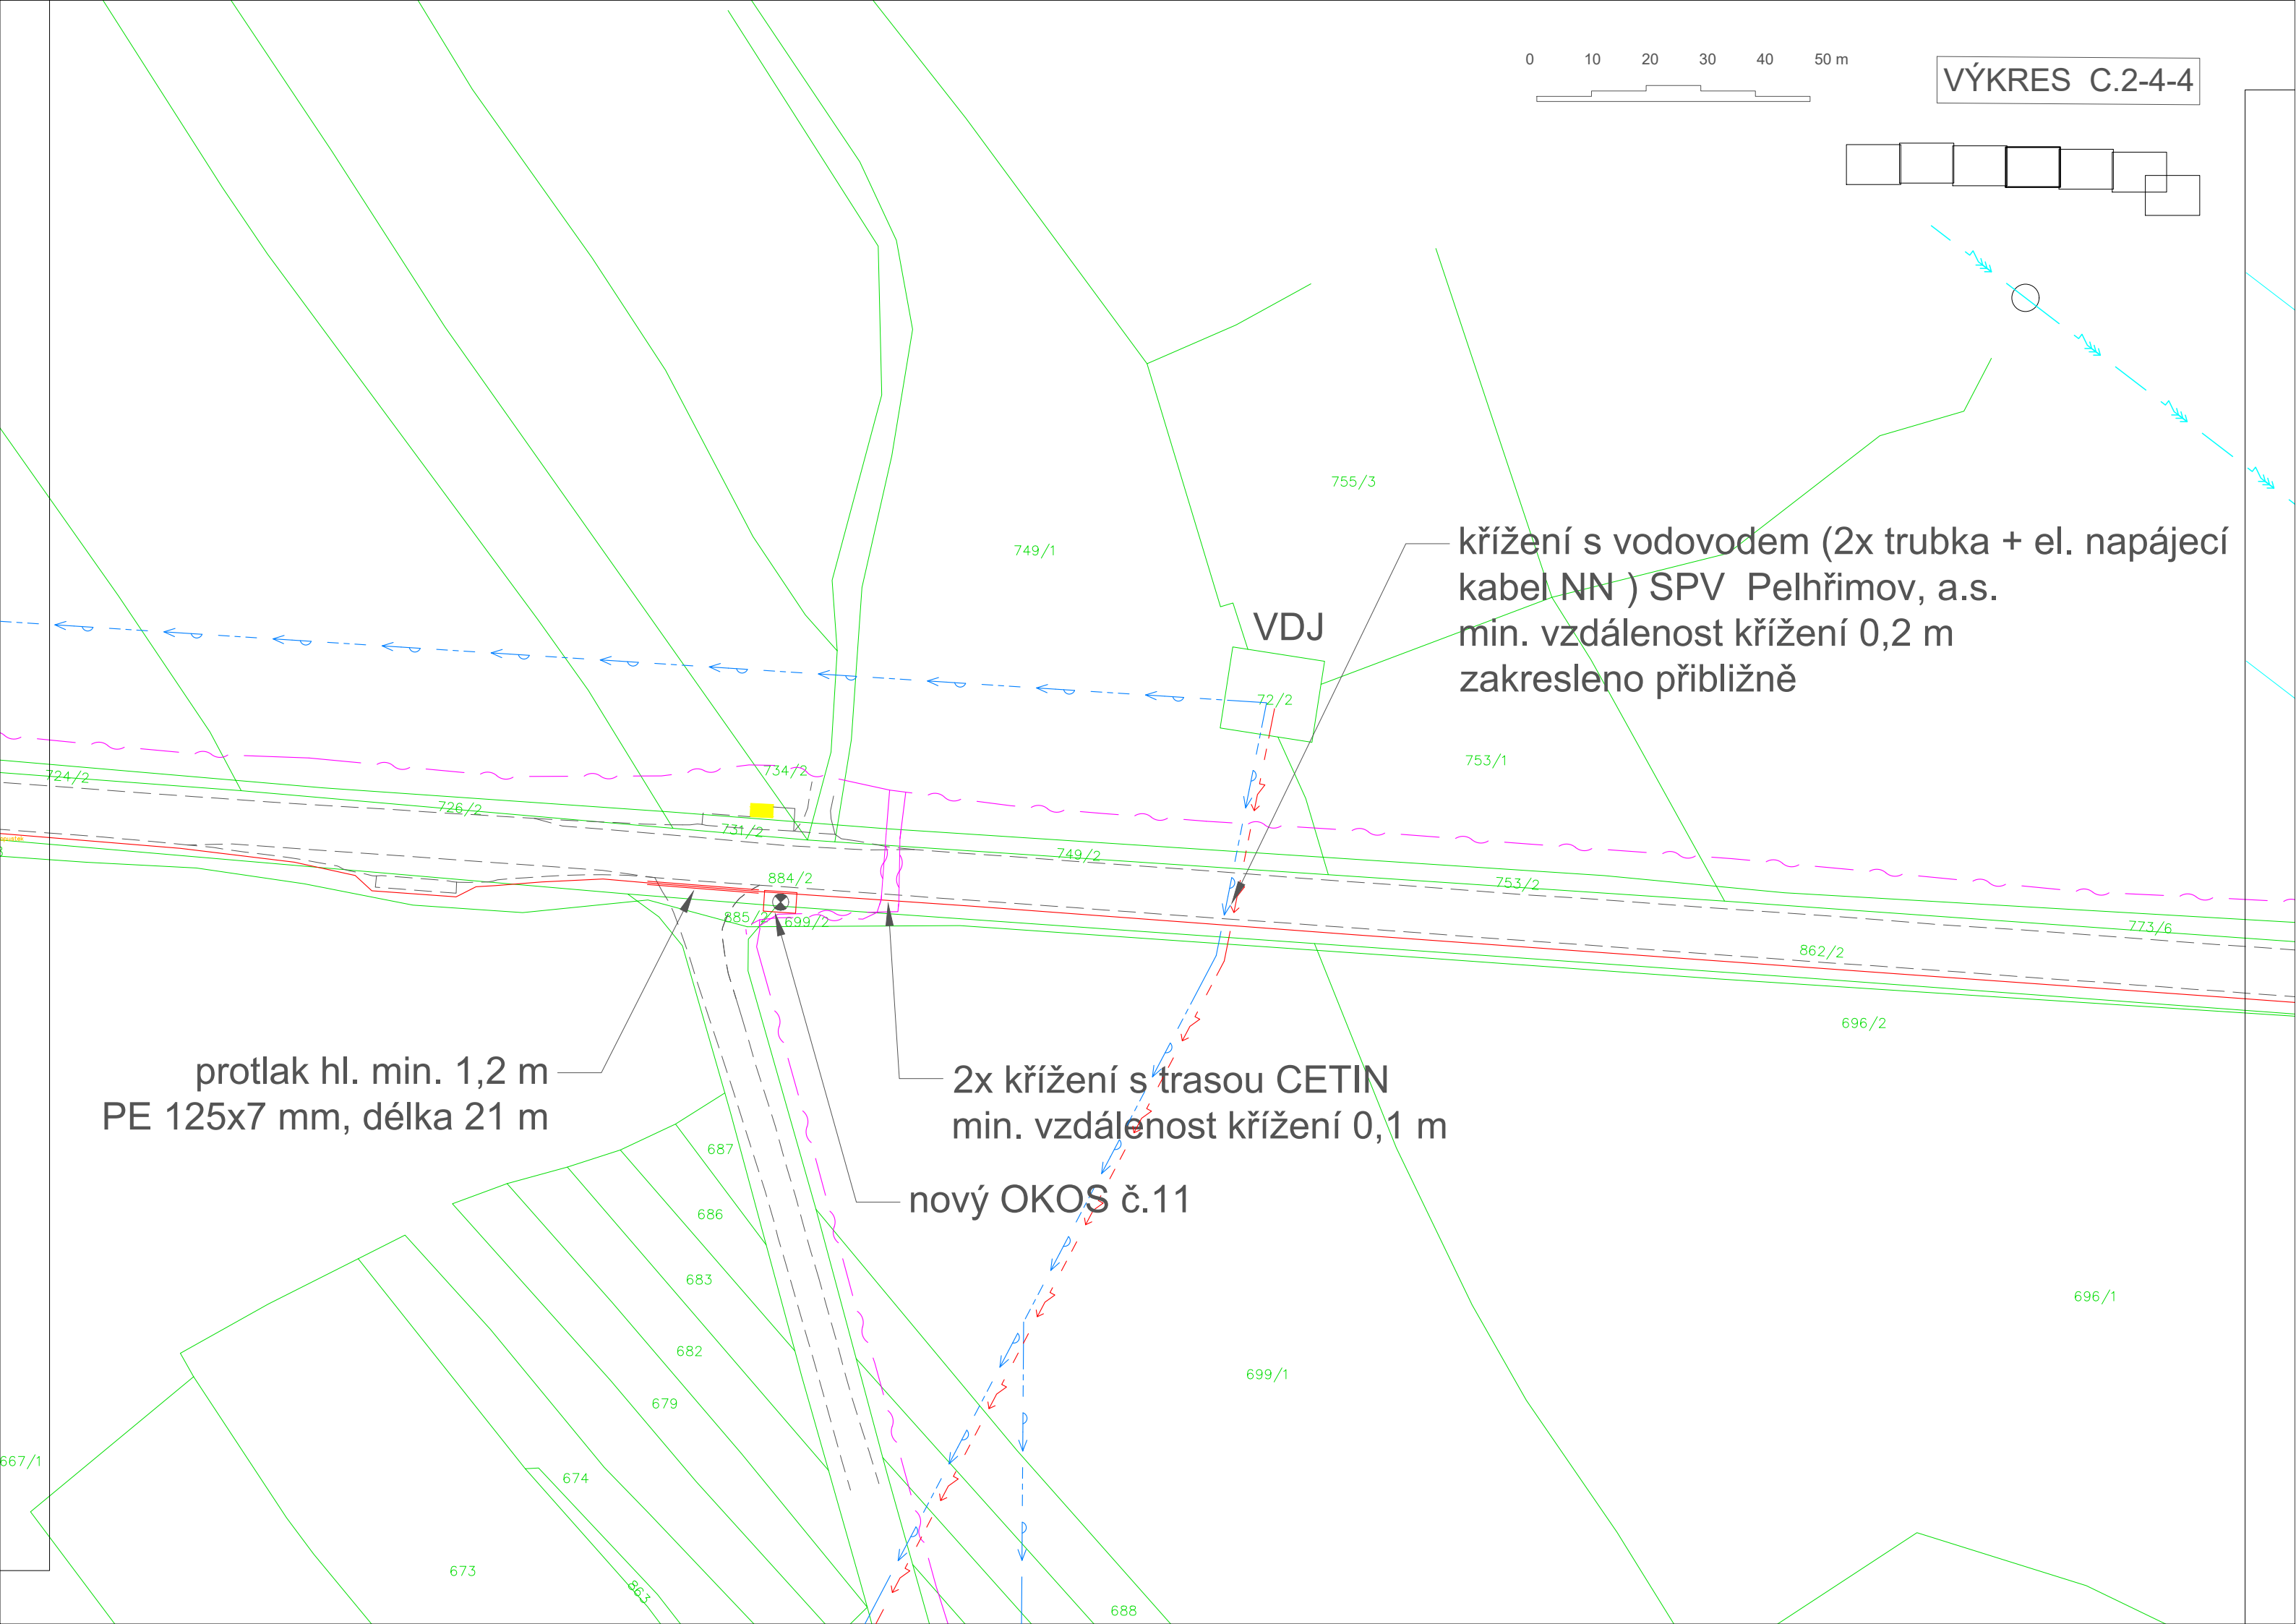 0 10 20 30 40 50 m
VÝKRES C.2-4-4
755/3
749/1
křížení s vodovodem (2x trubka + el. napájecí
kabel NN ) SPV Pelhřimov, a.s.
min. vzdálenost křížení 0,2 m
zakresleno přibližně
VDJ
72/2
753/1
734/2
724/2
726/2
731/2
749/2
884/2
753/2
885/2
699/2
773/6
862/2
696/2
protlak hl. min. 1,2 m
PE 125x7 mm, délka 21 m
2x křížení s trasou CETIN
min. vzdálenost křížení 0,1 m
nový OKOS č.11
687
686
683
682
679
674
673
863
667/1
688
699/1
696/1